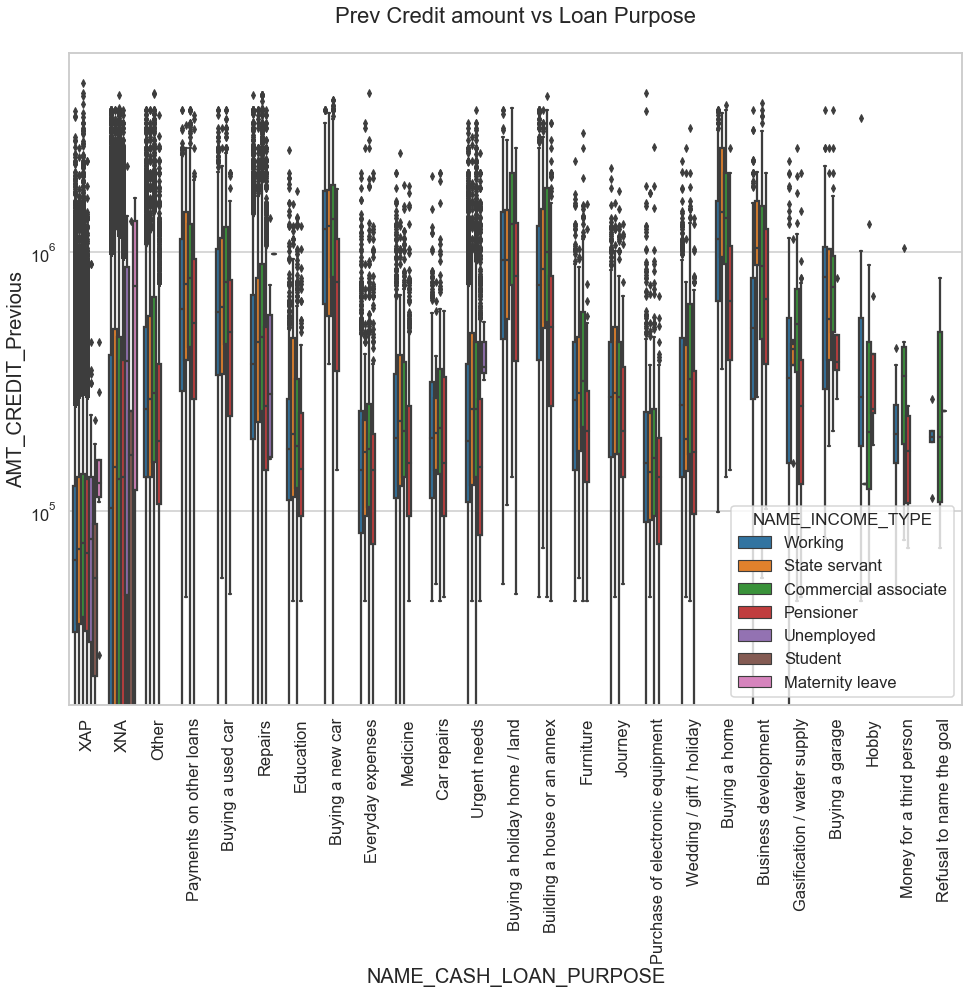 Prev Credit amount vs Loan Purpose
AMT_CREDIT_Previous
10^6
10^5
NAME_INCOME_TYPE
Working
State servant
Commercial associate
Pensioner
Unemployed
Student
Maternity leave
XAP
XNA
Other
Payments on other loans
Buying a used car
Repairs
Education
Buying a new car
Everyday expenses
Medicine
Car repairs
Urgent needs
Buying a holiday home / land
Building a house or an annex
Furniture
Journey
Purchase of electronic equipment
Wedding / gift / holiday
Buying a home
Business development
Gasification / water supply
Buying a garage
Hobby
Money for a third person
Refusal to name the goal
NAME_CASH_LOAN_PURPOSE